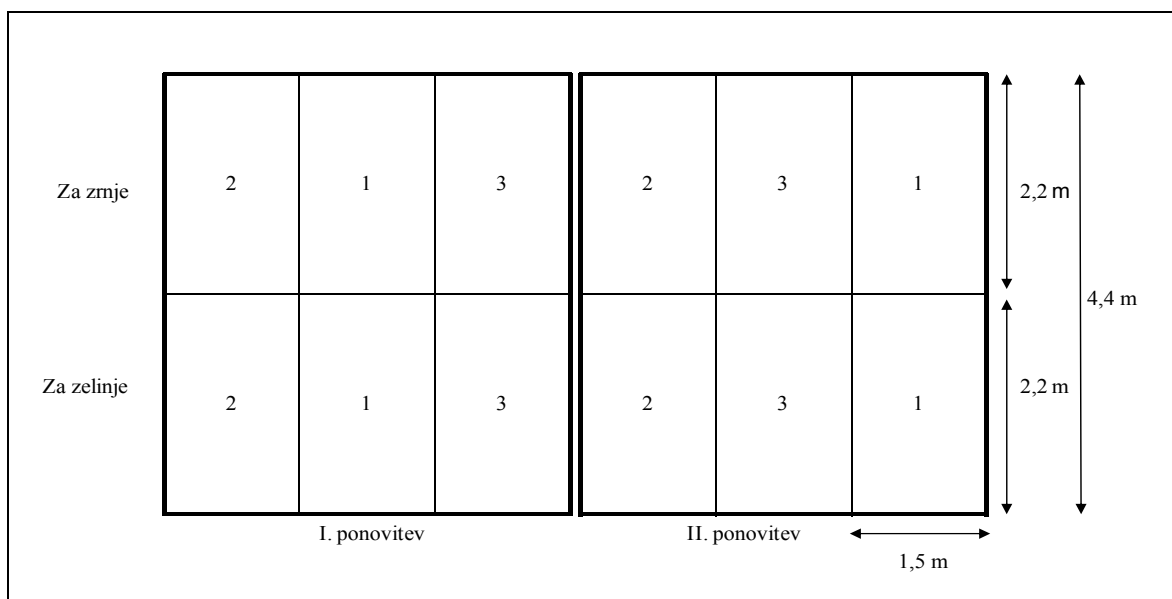 Za zrnje
2 1 3 2 3 1
2,2 m
4,4 m
Za zelinje
2 1 3 2 3 1
2,2 m
I. ponovitev
II. ponovitev
1,5 m